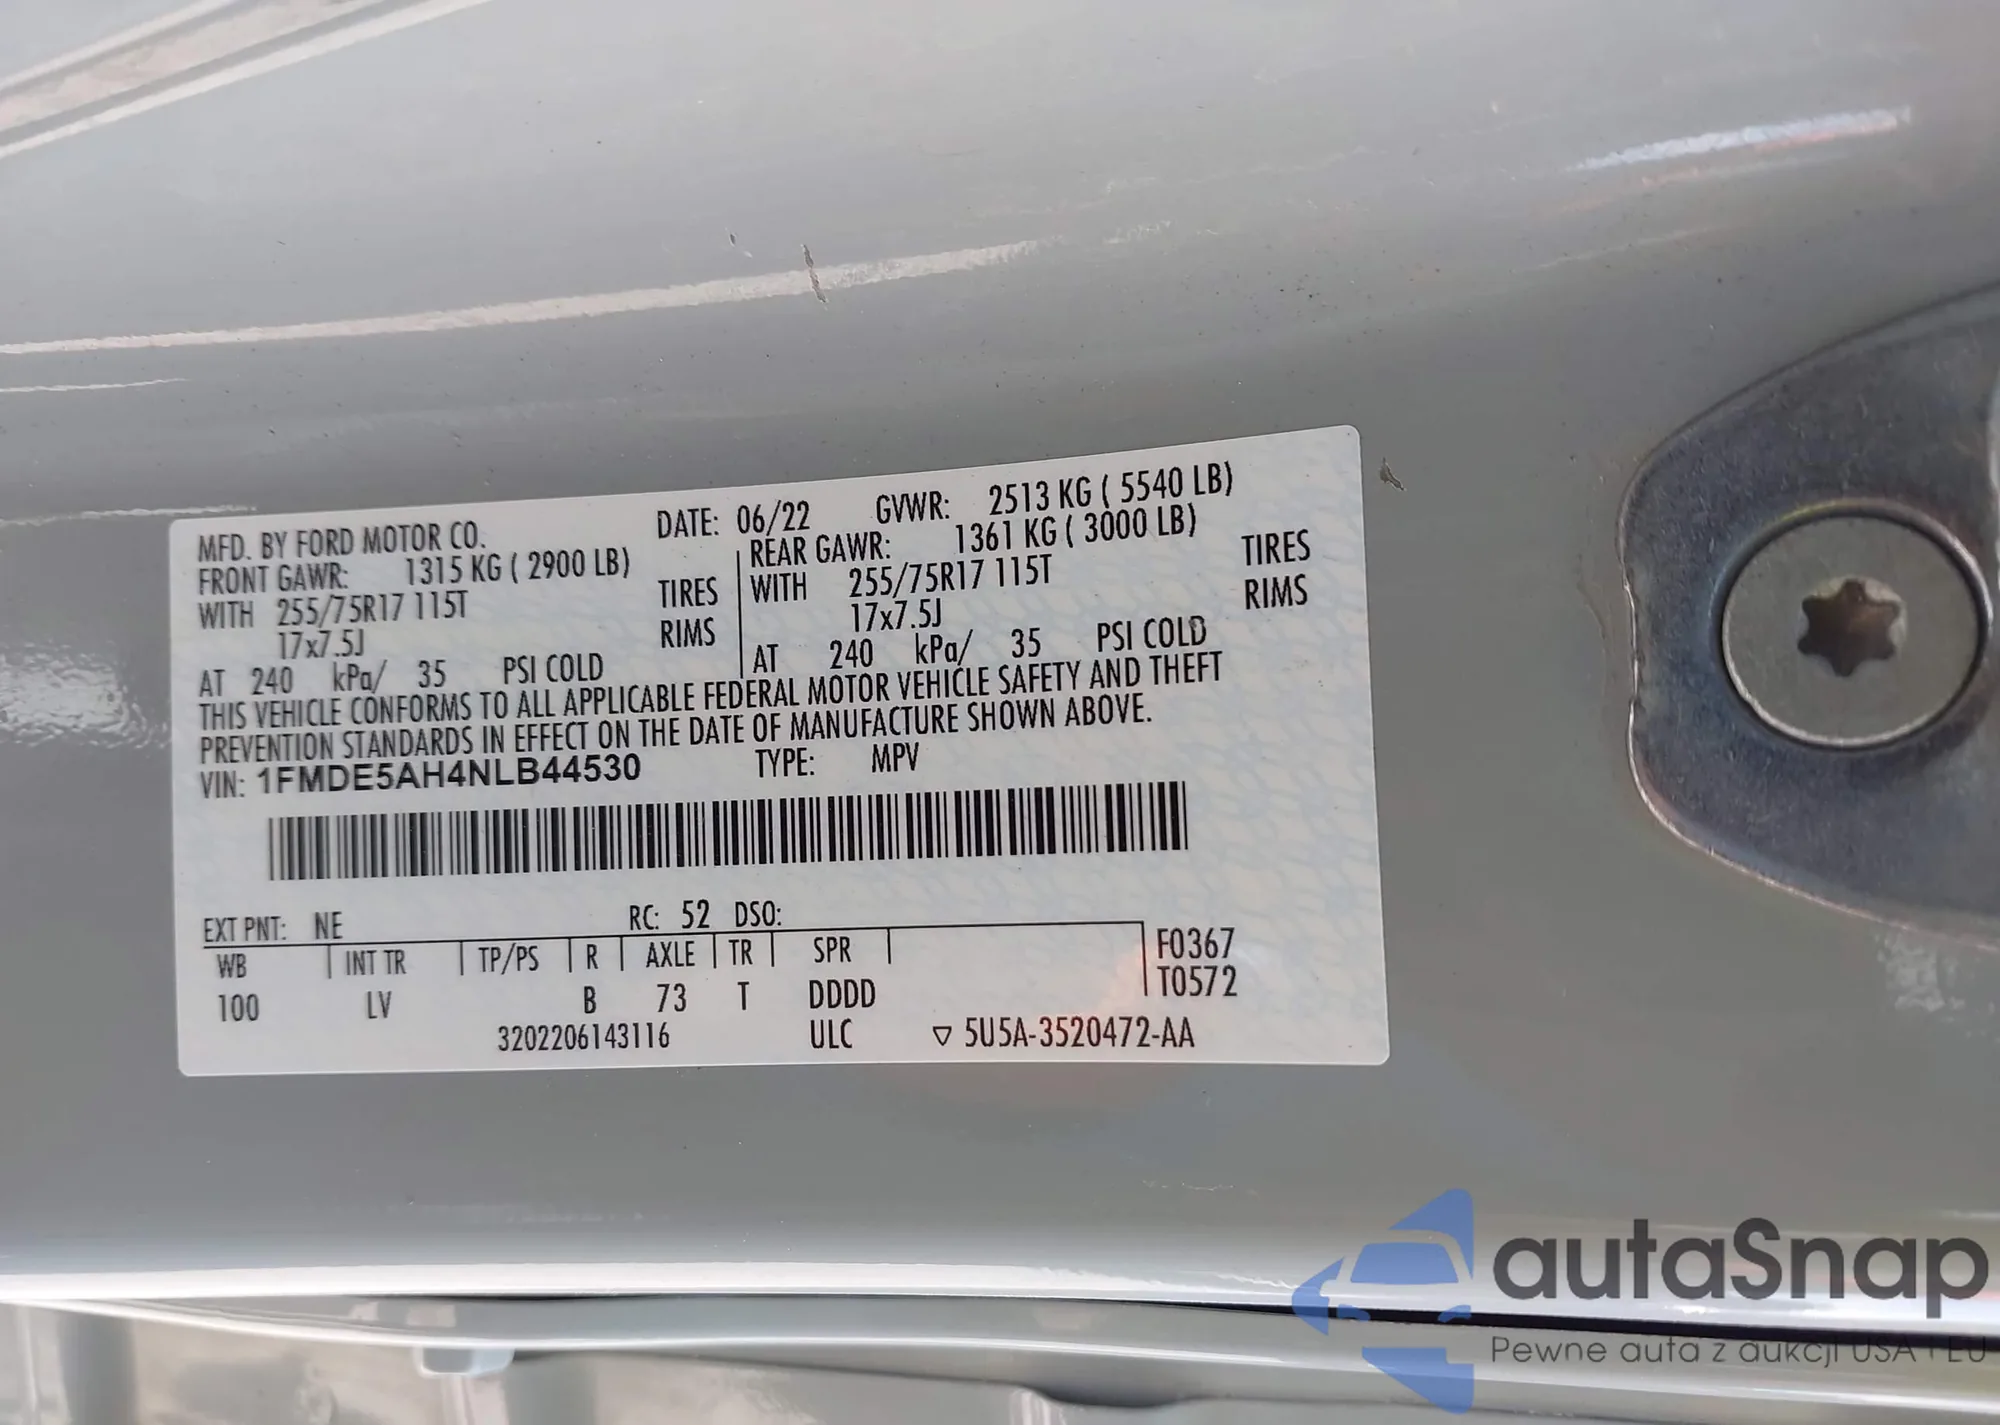 MFD. BY FORD MOTOR CO. DATE: 06/22 GVWR: 2513 KG ( 5540 LB)
FRONT GAWR: 1315 KG ( 2900 LB) REAR GAWR: 1361 KG ( 3000 LB)
WITH 255/75R17 115T TIRES WITH 255/75R17 115T TIRES
17x7.5J RIMS 17x7.5J RIMS
AT 240 kPa/ 35 PSI COLD AT 240 kPa/ 35 PSI COLD
THIS VEHICLE CONFORMS TO ALL APPLICABLE FEDERAL MOTOR VEHICLE SAFETY AND THEFT
PREVENTION STANDARDS IN EFFECT ON THE DATE OF MANUFACTURE SHOWN ABOVE.
VIN: 1FMDE5AH4NLB44530 TYPE: MPV
EXT PNT: NE RC: 52 DSO:
WB INT TR TP/PS R AXLE TR SPR F0367
100 LV B 73 T DDDD T0572
3202206143116 ULC ▽ 5U5A-3520472-AA
autaSnap
Pewne auta z aukcji USA i EU